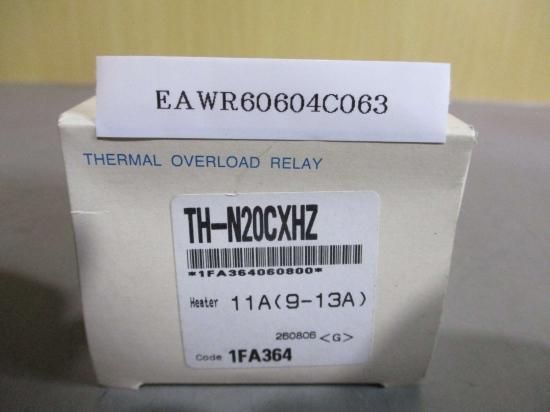 EAWR60604C063
THERMAL OVERLOAD RELAY
TH-N20CXHZ
*1FA364060800*
Heater 11A(9-13A)
260806 <G>
Code 1FA364